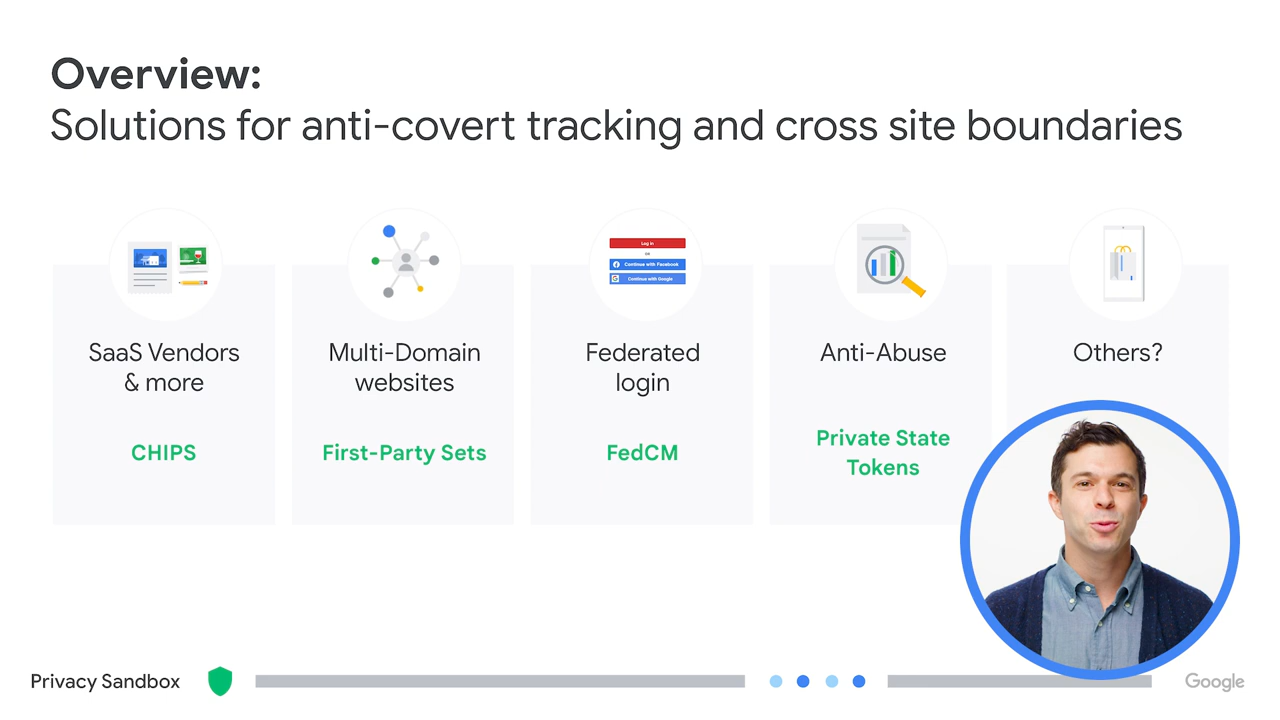 Overview:
Solutions for anti-covert tracking and cross site boundaries
Log in
OR
Continue with Facebook
Continue with Google
SaaS Vendors
& more
CHIPS
Multi-Domain
websites
First-Party Sets
Federated
login
FedCM
Anti-Abuse
Private State
Tokens
Others?
Privacy Sandbox
Google